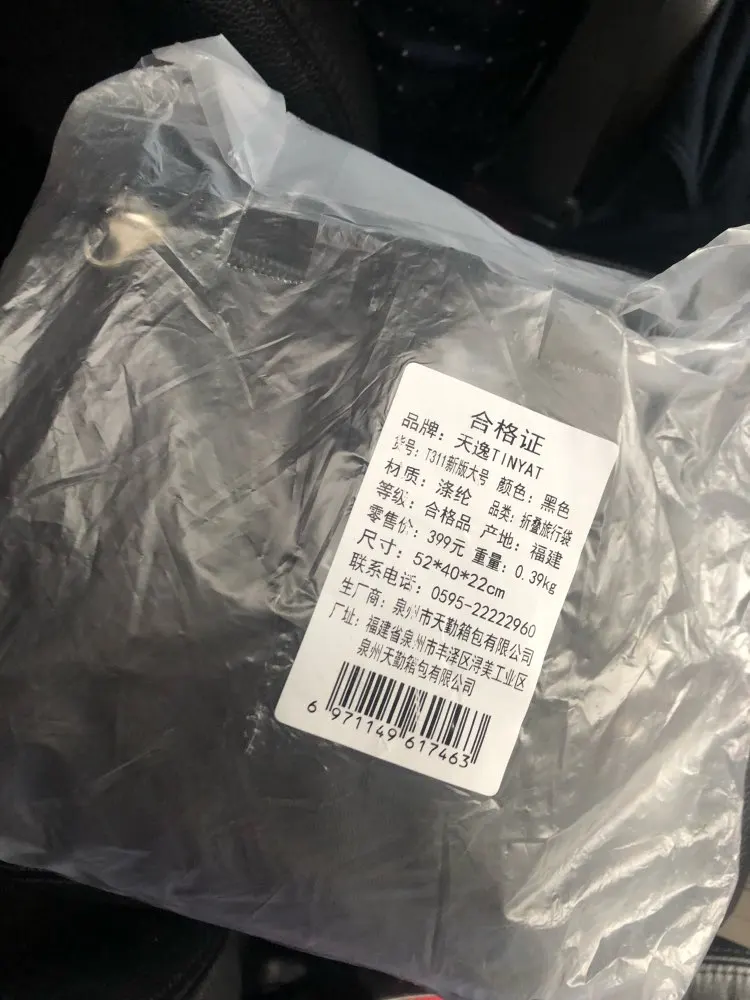 合格证
品牌: 天逸TINYAT
货号: T311新版大号 颜色: 黑色
材质: 涤纶 品类: 折叠旅行袋
等级: 合格品 产地: 福建
零售价: 399元 重量: 0.39kg
尺寸: 52*40*22cm
联系电话: 0595-22222960
生厂商: 泉州市天勤箱包有限公司
厂址: 福建省泉州市丰泽区浔美工业区
泉州天勤箱包有限公司
6 971149 617463